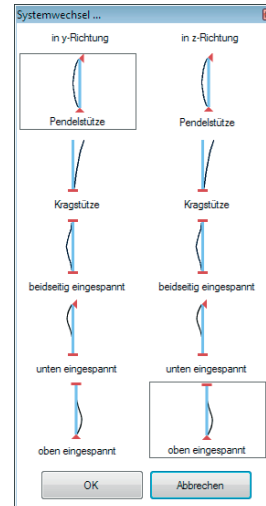 Systemwechsel ...
in y-Richtung
in z-Richtung
Pendelstütze
Pendelstütze
Kragstütze
Kragstütze
beidseitig eingespannt
beidseitig eingespannt
unten eingespannt
unten eingespannt
oben eingespannt
oben eingespannt
OK
Abbrechen